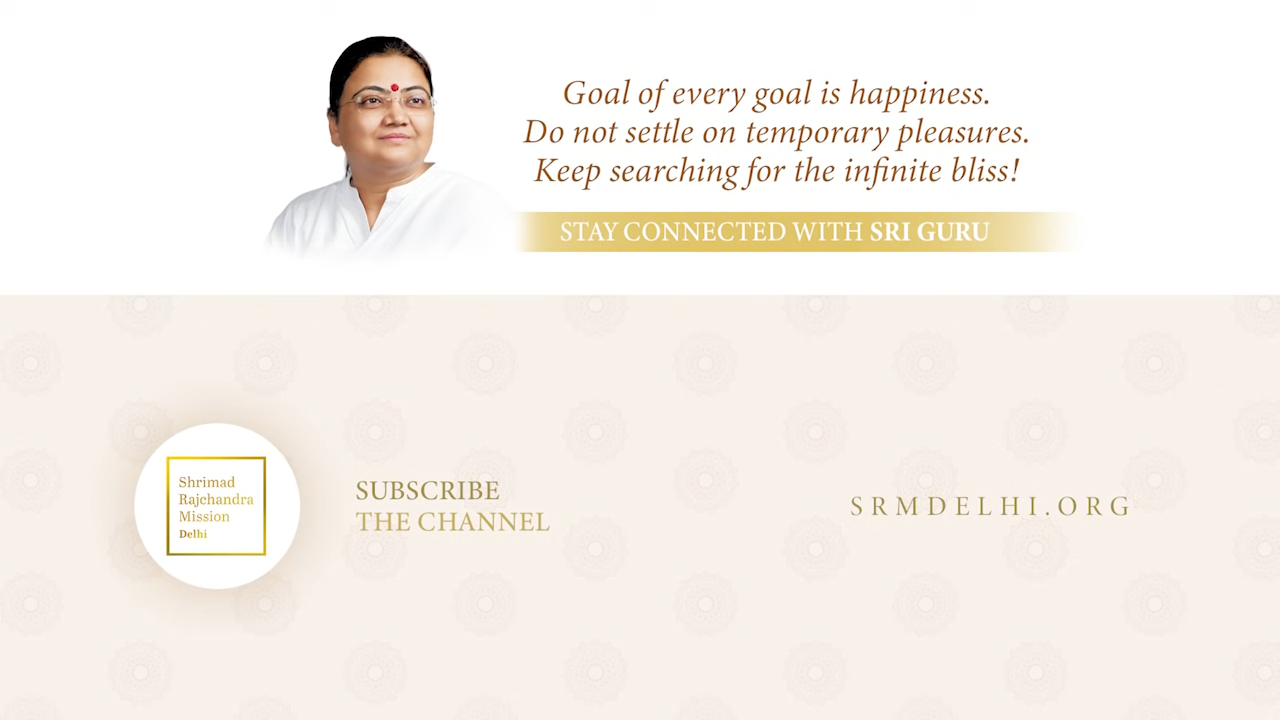 Goal of every goal is happiness.
Do not settle on temporary pleasures.
Keep searching for the infinite bliss!
STAY CONNECTED WITH SRI GURU
Shrimad
Rajchandra
Mission
Delhi
SUBSCRIBE
THE CHANNEL
SRMDELHI.ORG